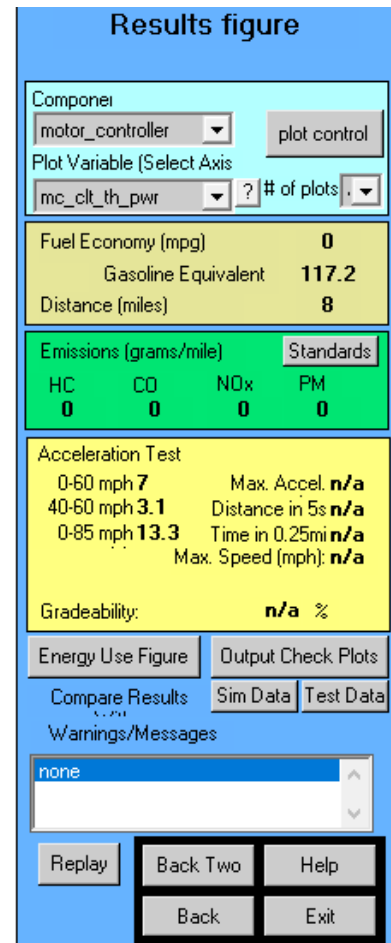 Results figure
Componei
motor_controller
plot control
Plot Variable (Select Axis
mc_clt_th_pwr ? # of plots
Fuel Economy (mpg) 0
Gasoline Equivalent 117.2
Distance (miles) 8
Emissions (grams/mile) Standards
HC CO NOx PM
0 0 0 0
Acceleration Test
0-60 mph 7 Max. Accel. n/a
40-60 mph 3.1 Distance in 5s n/a
0-85 mph 13.3 Time in 0.25mi n/a
Max. Speed (mph): n/a
Gradeability: n/a %
Energy Use Figure Output Check Plots
Compare Results Sim Data Test Data
Warnings/Messages
none
Replay Back Two Help
Back Exit